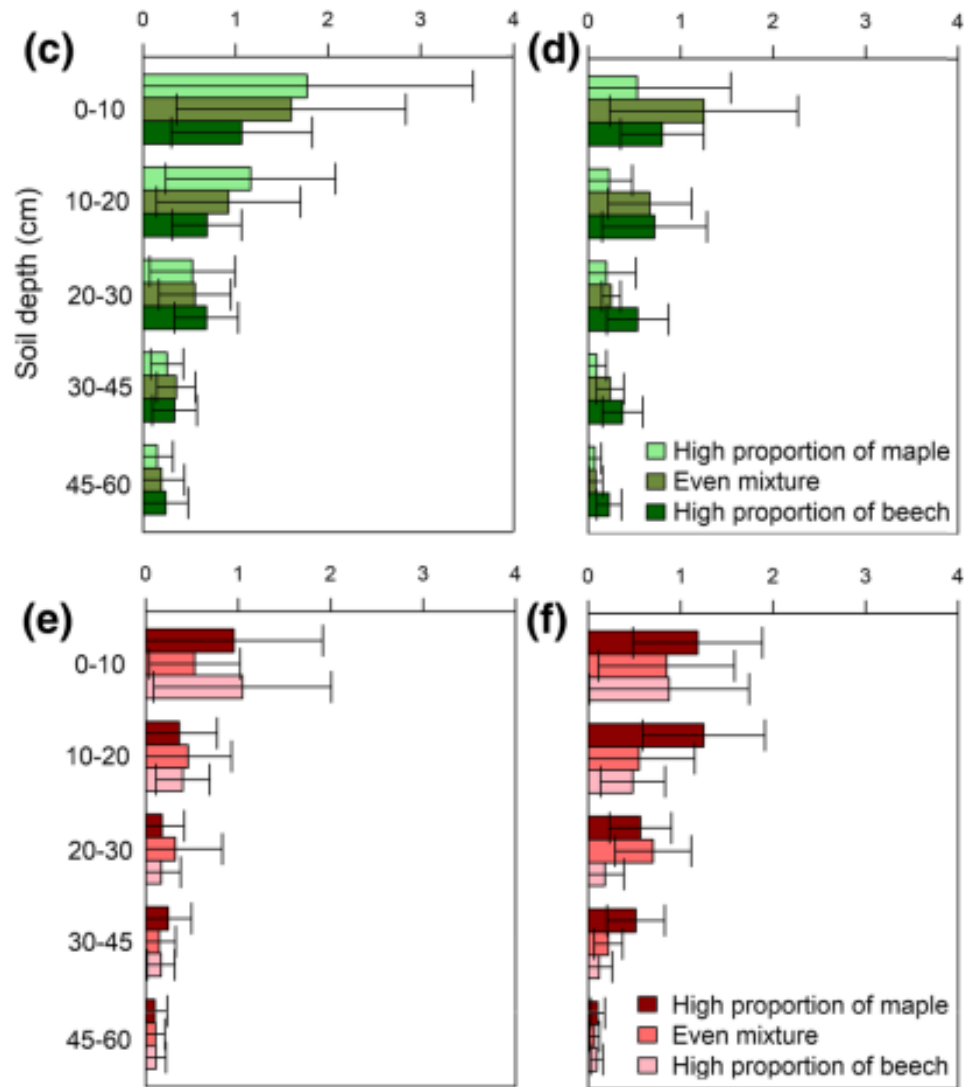 0 1 2 3 4 0 1 2 3 4
(c) (d)
0-10
10-20
20-30
30-45
45-60
Soil depth (cm)
High proportion of maple
Even mixture
High proportion of beech
0 1 2 3 4 0 1 2 3 4
(e) (f)
0-10
10-20
20-30
30-45
45-60
High proportion of maple
Even mixture
High proportion of beech